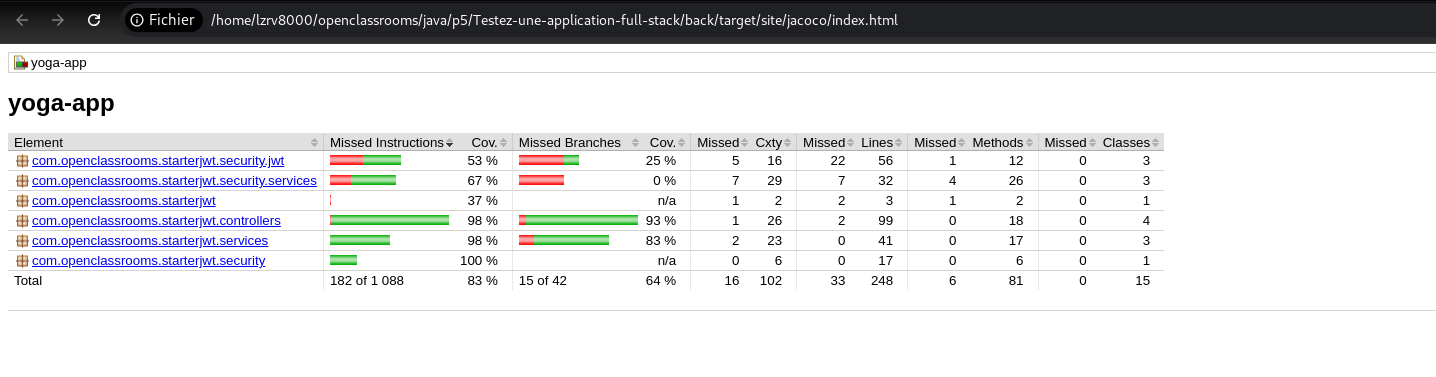 Fichier /home/lzrv8000/openclassrooms/java/p5/Testez-une-application-full-stack/back/target/site/jacoco/index.html
yoga-app
yoga-app
Element Missed Instructions Cov. Missed Branches Cov. Missed Cxty Missed Lines Missed Methods Missed Classes
com.openclassrooms.starterjwt.security.jwt 53 % 25 % 5 16 22 56 1 12 0 3
com.openclassrooms.starterjwt.security.services 67 % 0 % 7 29 7 32 4 26 0 3
com.openclassrooms.starterjwt 37 % n/a 1 2 2 3 1 2 0 1
com.openclassrooms.starterjwt.controllers 98 % 93 % 1 26 2 99 0 18 0 4
com.openclassrooms.starterjwt.services 98 % 83 % 2 23 0 41 0 17 0 3
com.openclassrooms.starterjwt.security 100 % n/a 0 6 0 17 0 6 0 1
Total 182 of 1 088 83 % 15 of 42 64 % 16 102 33 248 6 81 0 15